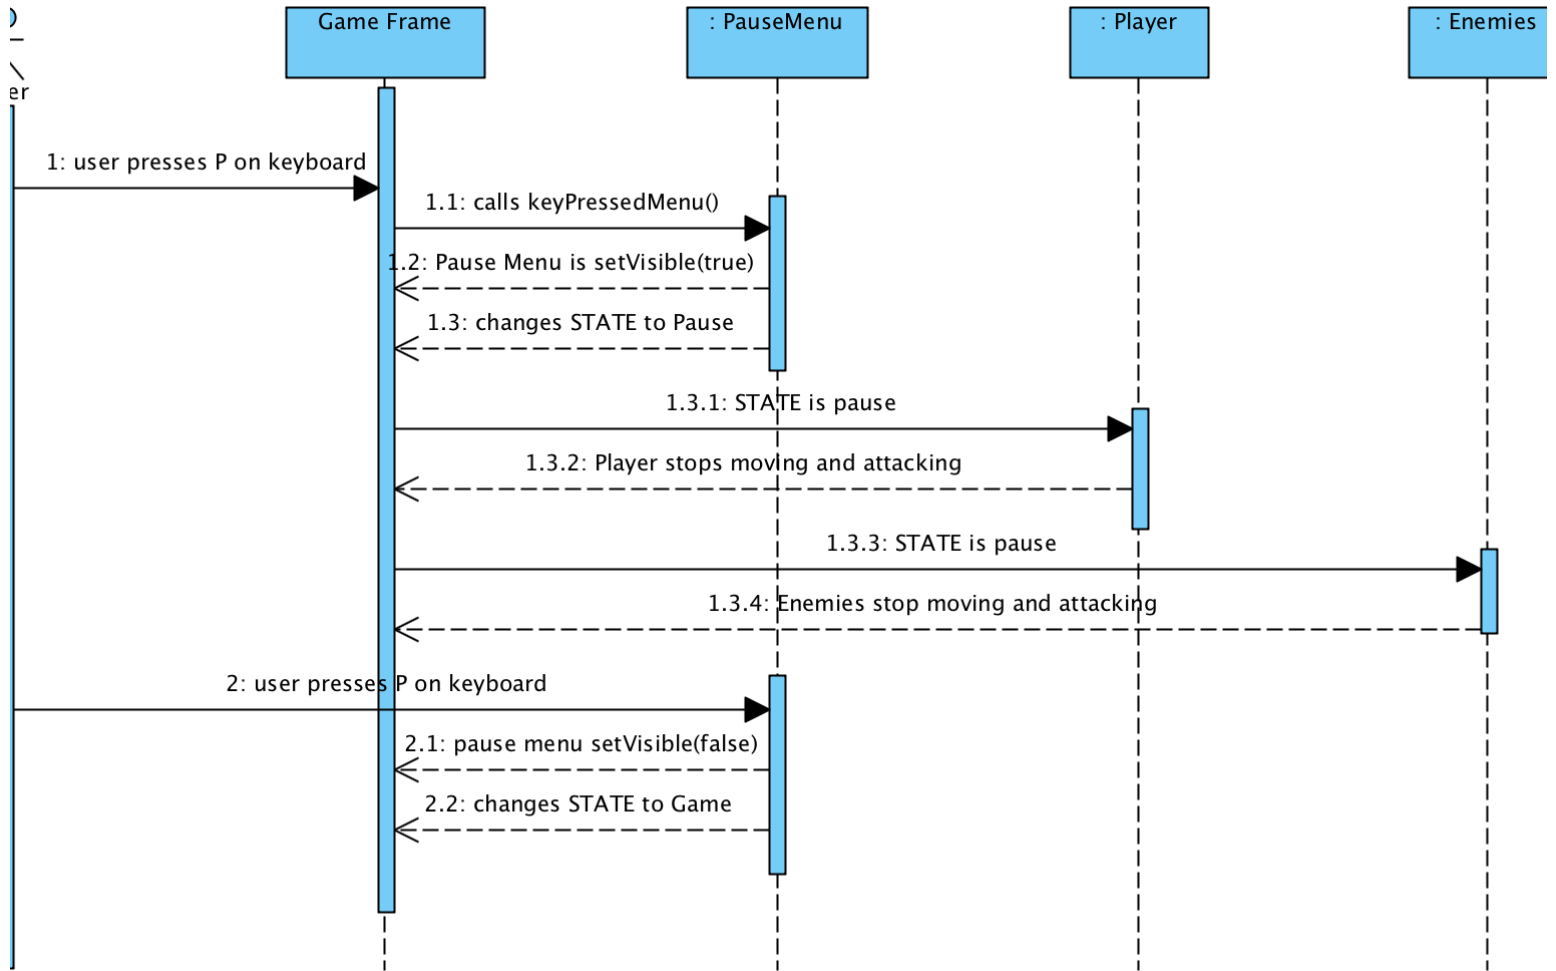 Game Frame
: PauseMenu
: Player
: Enemies
er
1: user presses P on keyboard
1.1: calls keyPressedMenu()
1.2: Pause Menu is setVisible(true)
1.3: changes STATE to Pause
1.3.1: STATE is pause
1.3.2: Player stops moving and attacking
1.3.3: STATE is pause
1.3.4: Enemies stop moving and attacking
2: user presses P on keyboard
2.1: pause menu setVisible(false)
2.2: changes STATE to Game